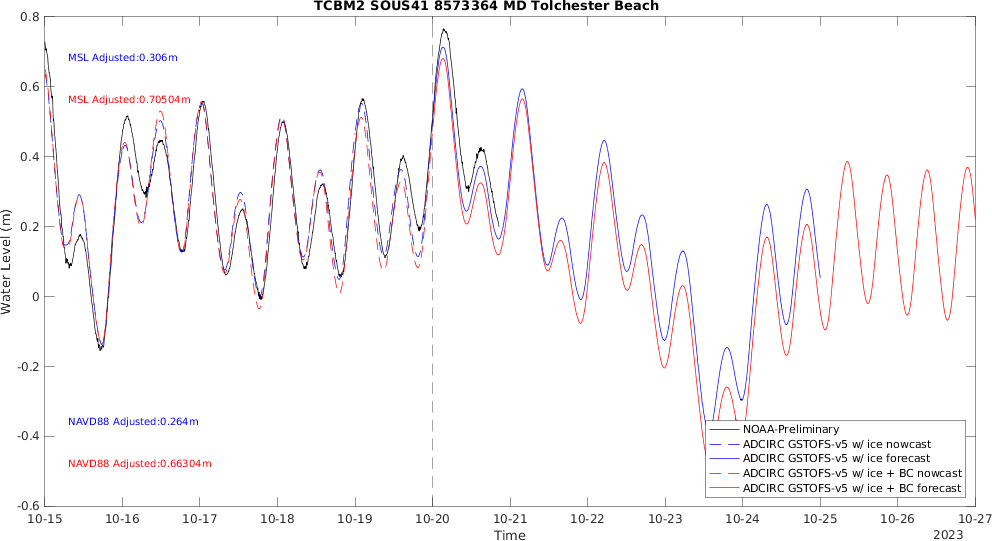 TCBM2 SOUS41 8573364 MD Tolchester Beach
0.8
0.6
0.4
0.2
0
-0.2
-0.4
-0.6
Water Level (m)
MSL Adjusted:0.306m
MSL Adjusted:0.70504m
NAVD88 Adjusted:0.264m
NAVD88 Adjusted:0.66304m
NOAA-Preliminary
ADCIRC GSTOFS-v5 w/ ice nowcast
ADCIRC GSTOFS-v5 w/ ice forecast
ADCIRC GSTOFS-v5 w/ ice + BC nowcast
ADCIRC GSTOFS-v5 w/ ice + BC forecast
10-15 10-16 10-17 10-18 10-19 10-20 10-21 10-22 10-23 10-24 10-25 10-26 10-27
Time
2023